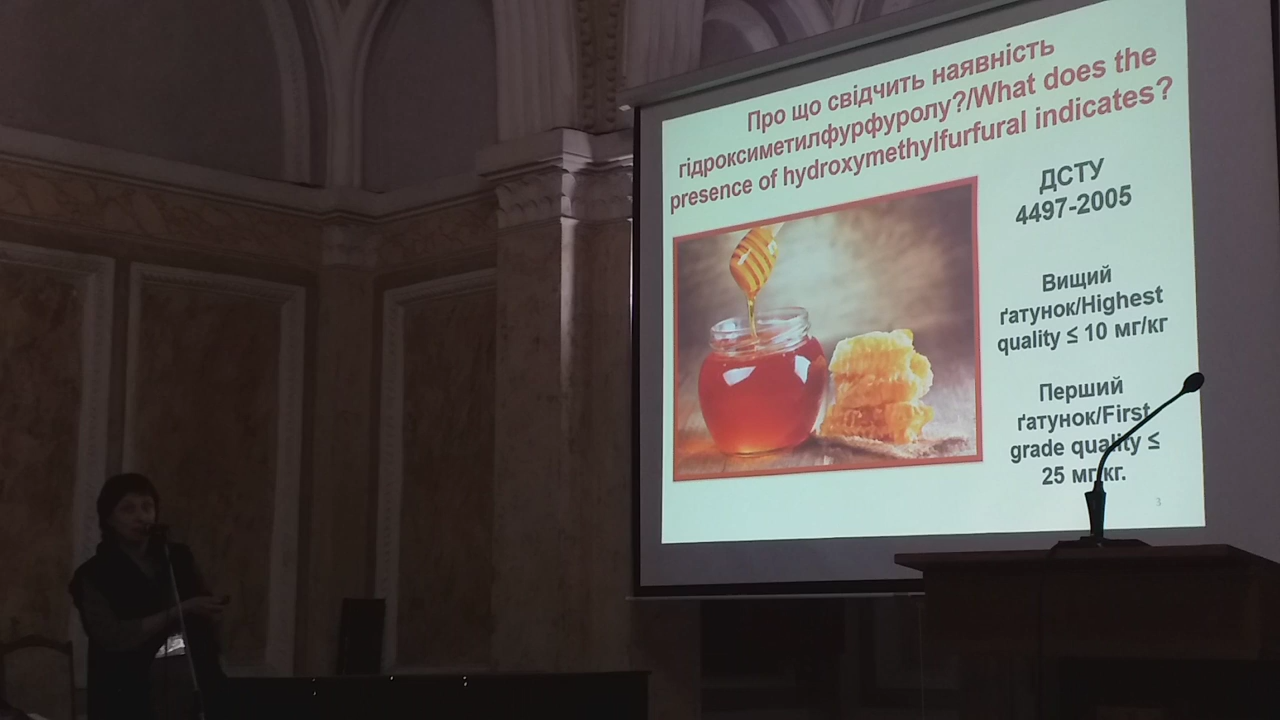 Про що свідчить наявність
гідроксиметилфурфуролу?/What does the
presence of hydroxymethylfurfural indicates?
ДСТУ
4497-2005
Вищий
ґатунок/Highest
quality ≤ 10 мг/кг
Перший
ґатунок/First
grade quality ≤
25 мг/кг.
3